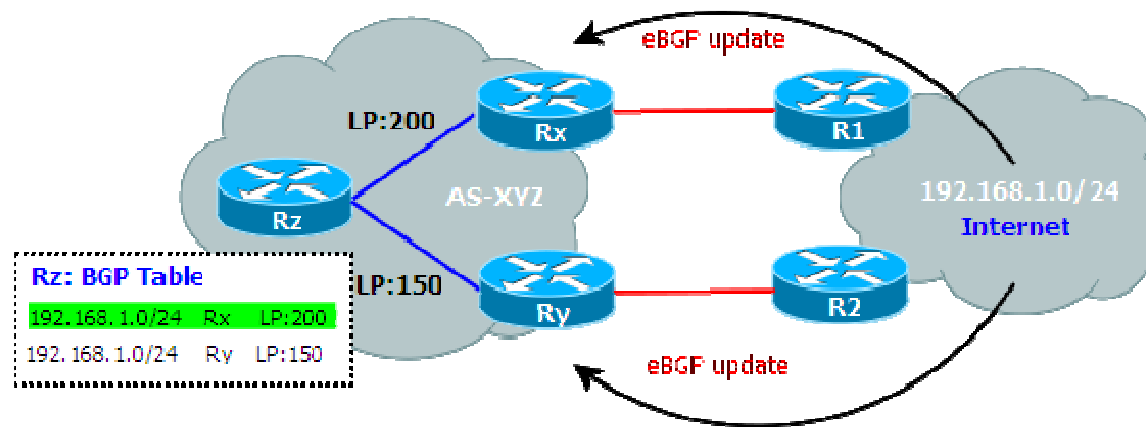 eBGP update
Rx
R1
LP:200
Rz
AS-XYZ
192.168.1.0/24
Internet
LP:150
Ry
R2
Rz: BGP Table
192.168.1.0/24 Rx LP:200
192.168.1.0/24 Ry LP:150
eBGP update